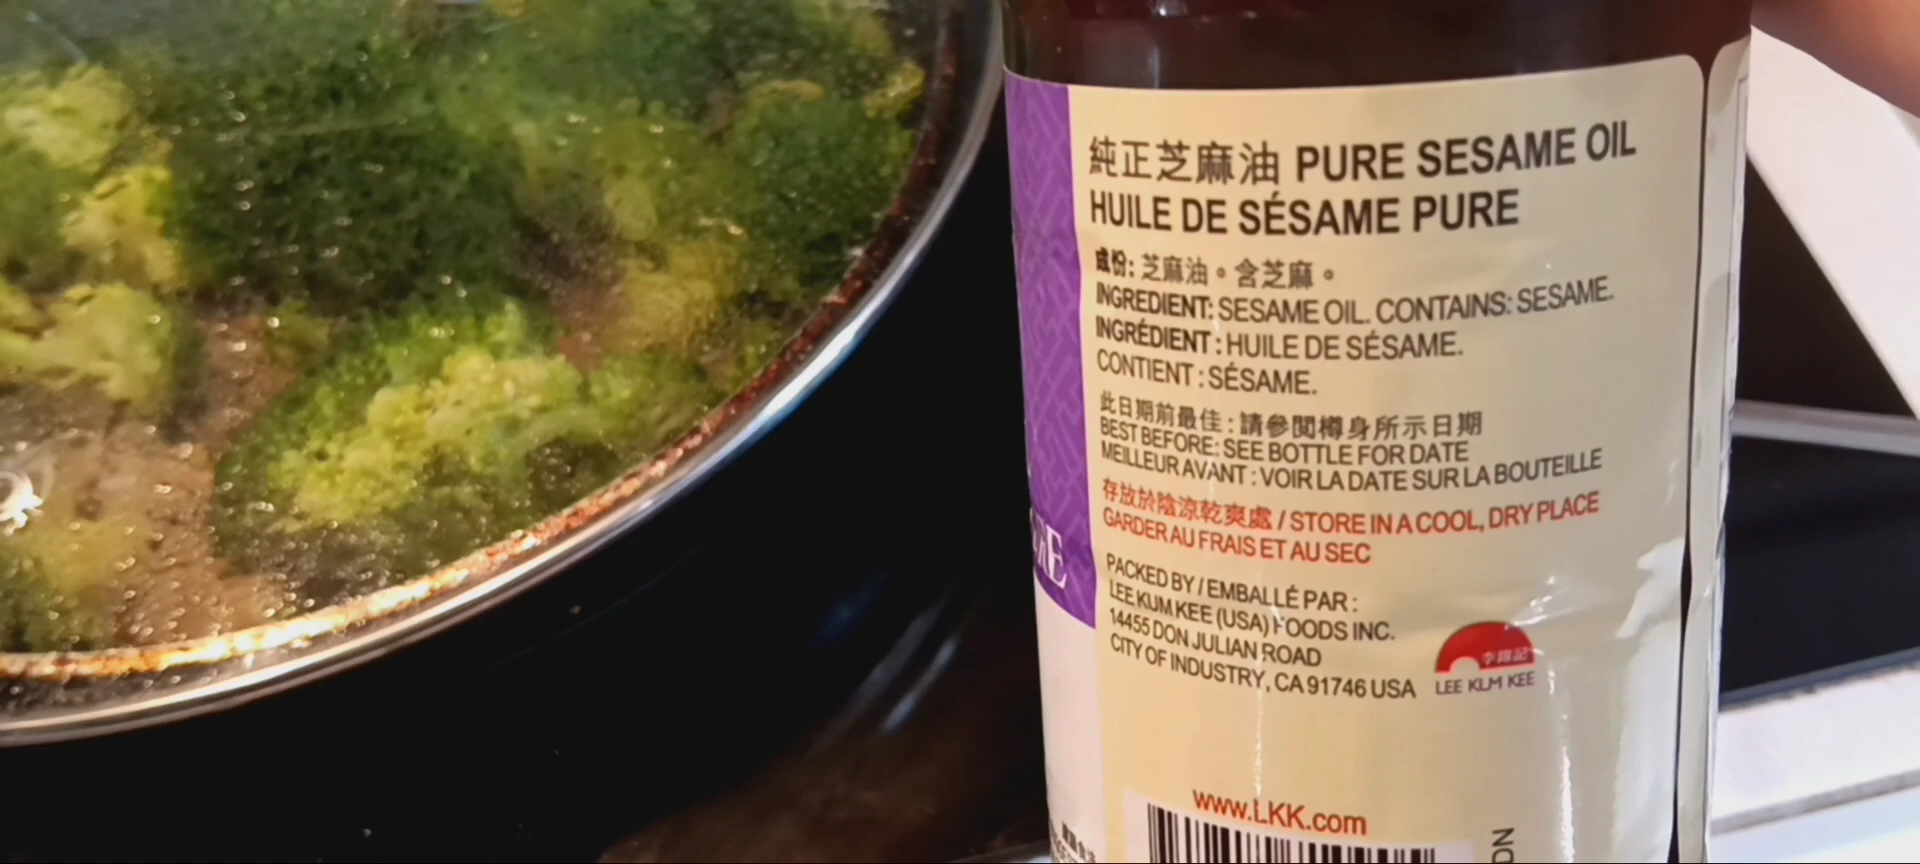 純正芝麻油 PURE SESAME OIL
HUILE DE SÉSAME PURE
成份: 芝麻油。含芝麻。
INGREDIENT: SESAME OIL. CONTAINS: SESAME.
INGRÉDIENT : HUILE DE SÉSAME.
CONTIENT : SÉSAME.
此日期前最佳 : 請參閱樽身所示日期
BEST BEFORE: SEE BOTTLE FOR DATE
MEILLEUR AVANT : VOIR LA DATE SUR LA BOUTEILLE
存放於陰涼乾爽處 / STORE IN A COOL, DRY PLACE
GARDER AU FRAIS ET AU SEC
PACKED BY / EMBALLÉ PAR :
LEE KUM KEE (USA) FOODS INC.
14455 DON JULIAN ROAD
CITY OF INDUSTRY, CA 91746 USA
李錦記
LEE KUM KEE
www.LKK.com